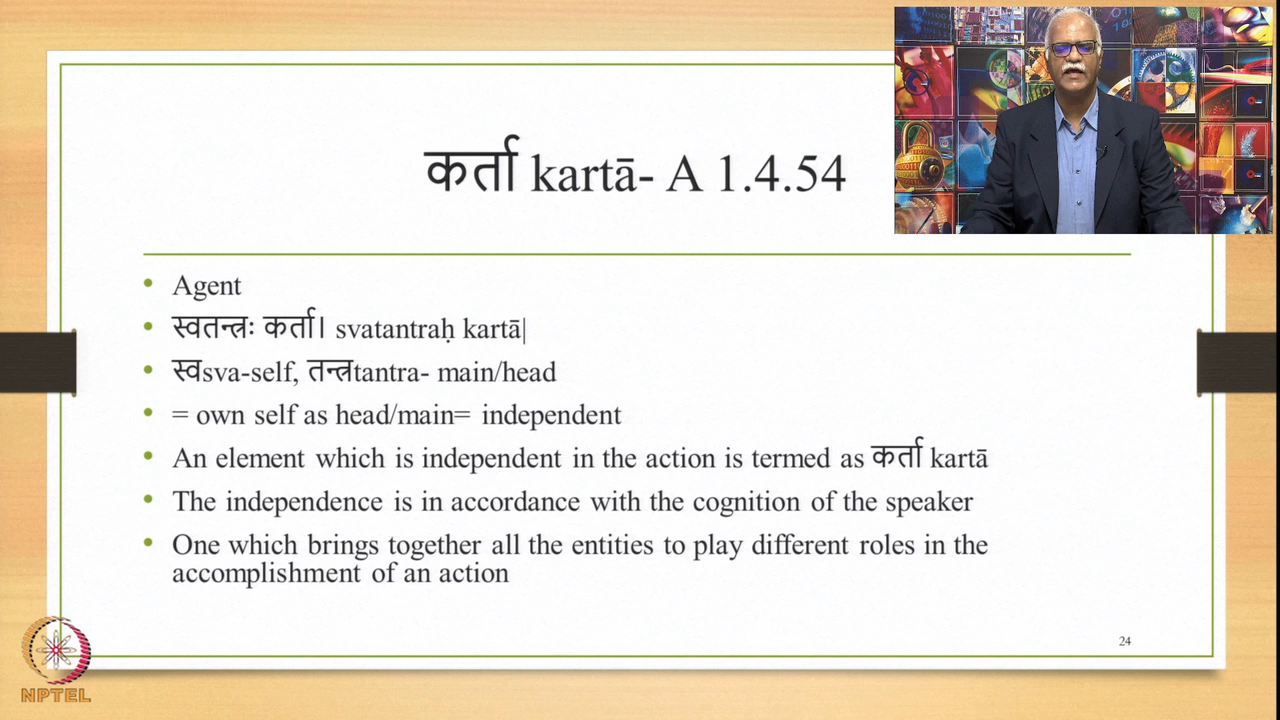 कर्ता kartā- A 1.4.54
• Agent
• स्वतन्त्रः कर्ता। svatantraḥ kartā|
• स्वsva-self, तन्त्रtantra- main/head
• = own self as head/main= independent
• An element which is independent in the action is termed as कर्ता kartā
• The independence is in accordance with the cognition of the speaker
• One which brings together all the entities to play different roles in the
accomplishment of an action
24
NPTEL